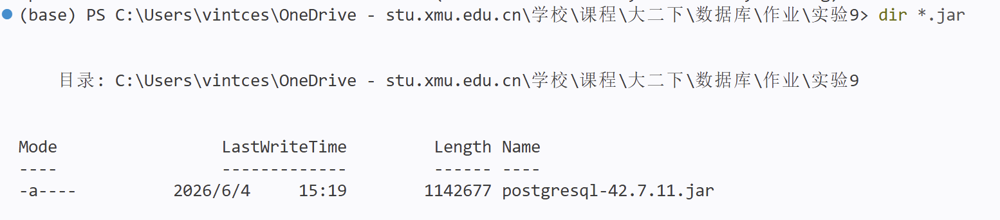 (base) PS C:\Users\vintces\OneDrive - stu.xmu.edu.cn\学校\课程\大二下\数据库\作业\实验9> dir *.jar
目录: C:\Users\vintces\OneDrive - stu.xmu.edu.cn\学校\课程\大二下\数据库\作业\实验9
Mode                 LastWriteTime         Length Name
----                 -------------         ------ ----
-a----          2026/6/4     15:19        1142677 postgresql-42.7.11.jar